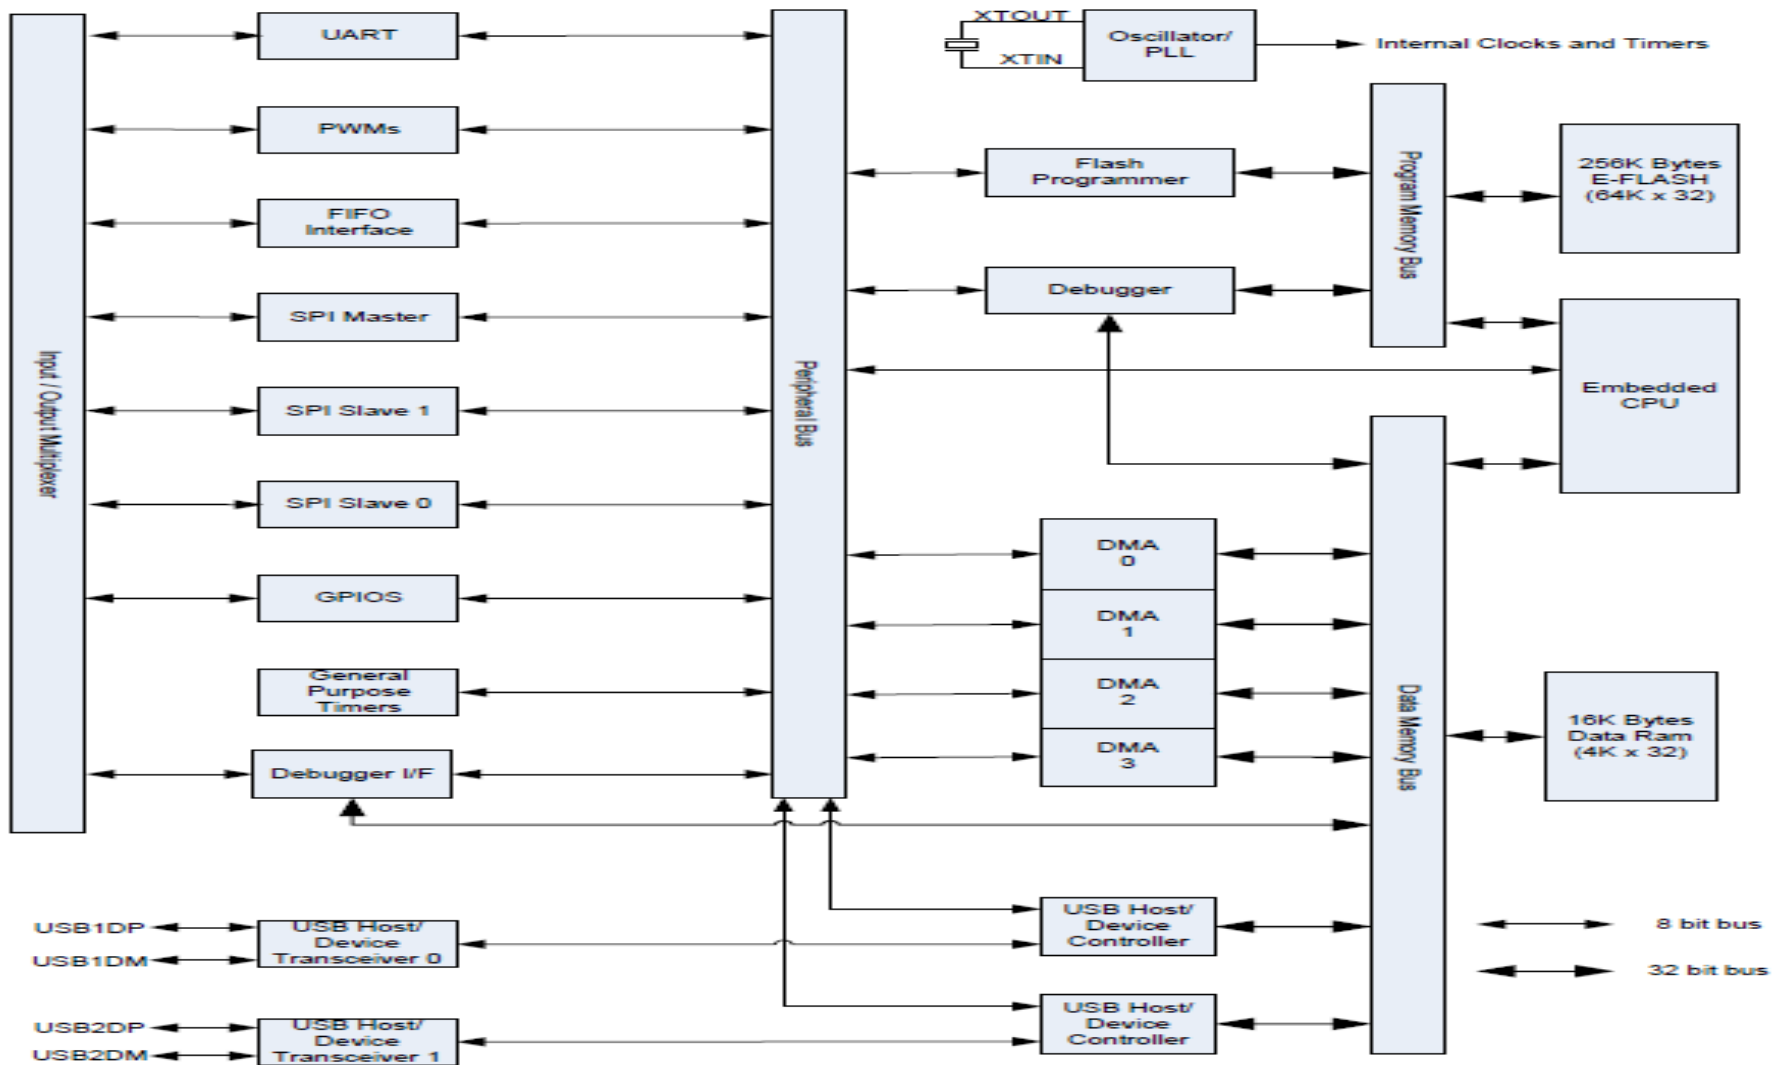 UART
PWMs
FIFO
Interface
SPI Master
SPI Slave 1
SPI Slave 0
GPIOS
General
Purpose
Timers
Debugger I/F
Input / Output Multiplexer
Peripheral Bus
XTOUT
XTIN
Oscillator/
PLL
Internal Clocks and Timers
Flash
Programmer
Debugger
Program Memory Bus
256K Bytes
E-FLASH
(64K x 32)
Embedded
CPU
DMA
0
DMA
1
DMA
2
DMA
3
Data Memory Bus
16K Bytes
Data Ram
(4K x 32)
USB1DP
USB1DM
USB Host/
Device
Transceiver 0
USB Host/
Device
Controller
USB2DP
USB2DM
USB Host/
Device
Transceiver 1
USB Host/
Device
Controller
8 bit bus
32 bit bus